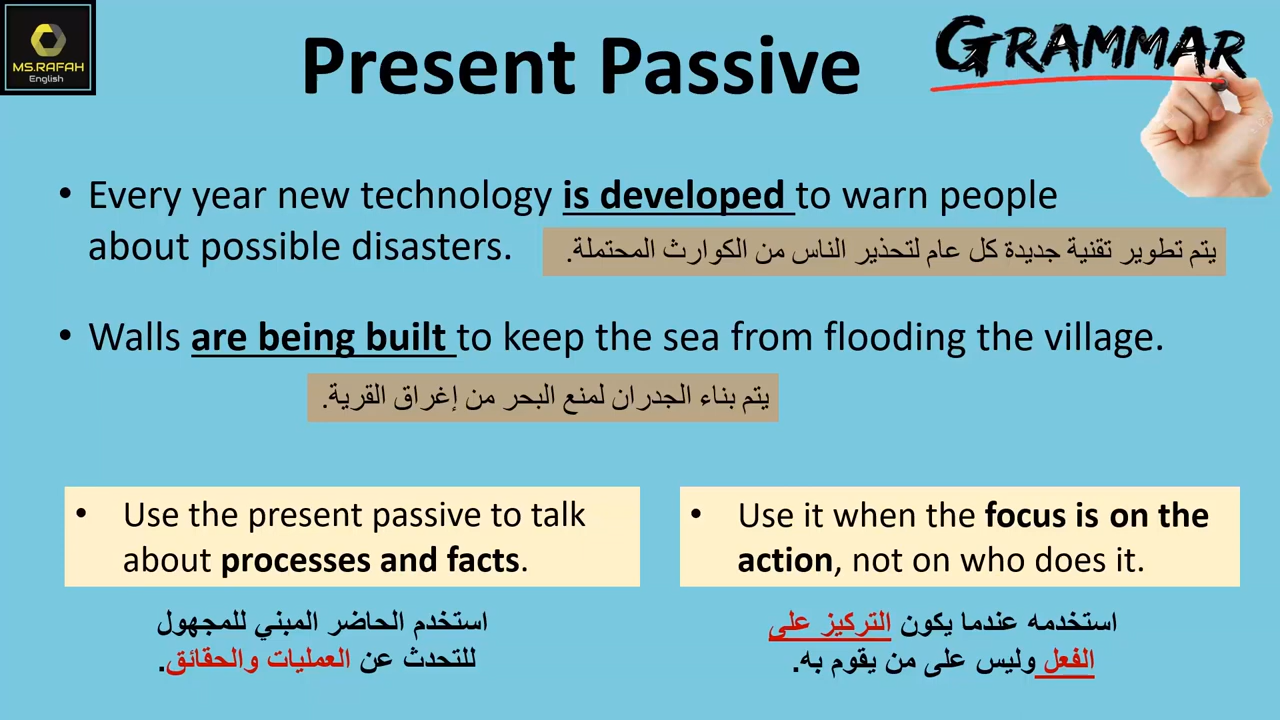 MS.RAFAH
English
Present Passive
GRAMMAR
• Every year new technology is developed to warn people
about possible disasters.
يتم تطوير تقنية جديدة كل عام لتحذير الناس من الكوارث المحتملة.
• Walls are being built to keep the sea from flooding the village.
يتم بناء الجدران لمنع البحر من إغراق القرية.
• Use the present passive to talk
about processes and facts.
استخدم الحاضر المبني للمجهول
للتحدث عن العمليات والحقائق.
• Use it when the focus is on the
action, not on who does it.
استخدمه عندما يكون التركيز على
الفعل وليس على من يقوم به.